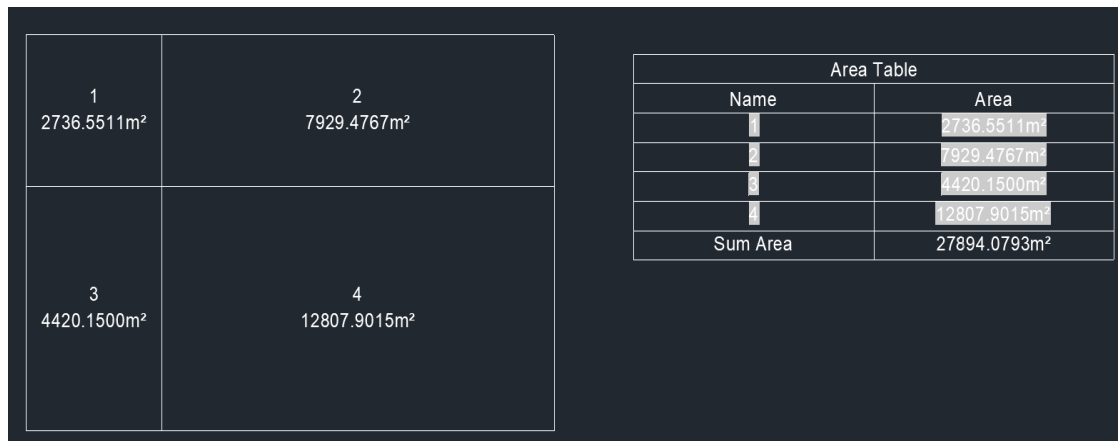 1
2736.5511m²
2
7929.4767m²
3
4420.1500m²
4
12807.9015m²
Area Table
Name Area
1 2736.5511m²
2 7929.4767m²
3 4420.1500m²
4 12807.9015m²
Sum Area 27894.0793m²